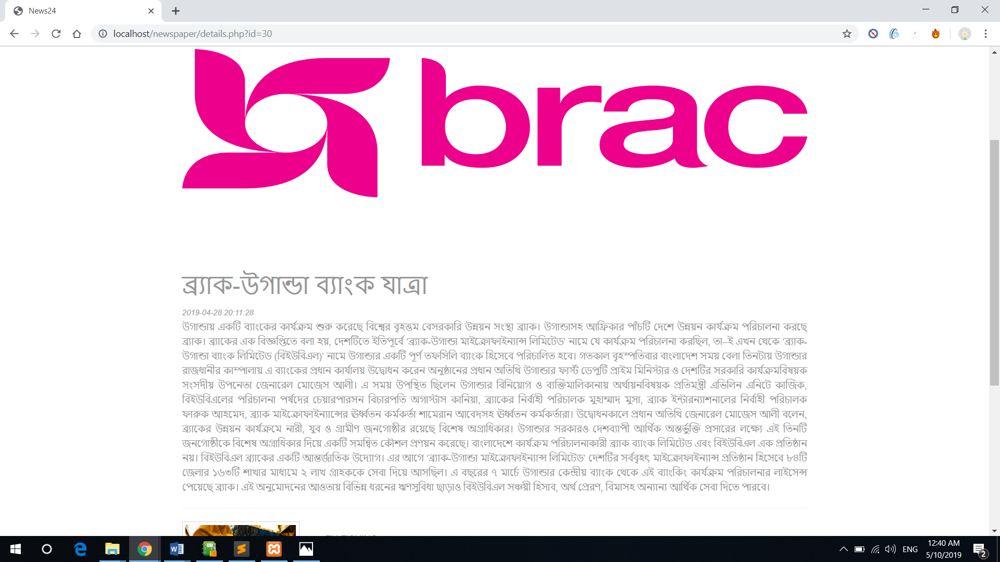 News24
localhost/newspaper/details.php?id=30
brac
ব্র্যাক-উগান্ডা ব্যাংক যাত্রা
2019-04-28 20:11:28
উগান্ডায় একটি ব্যাংকের কার্যক্রম শুরু করেছে বিশ্বের বৃহত্তম বেসরকারি উন্নয়ন সংস্থা ব্র্যাক। উগান্ডাসহ আফ্রিকার পাঁচটি দেশে উন্নয়ন কার্যক্রম পরিচালনা করছে
ব্র্যাক। ব্র্যাকের এক বিজ্ঞপ্তিতে বলা হয়, দেশটিতে ইতিপূর্বে ‘ব্র্যাক-উগান্ডা মাইক্রোফাইন্যান্স লিমিটেড’ নামে যে কার্যক্রম পরিচালনা করছিল, তা–ই এখন থেকে ‘ব্র্যাক-
উগান্ডা ব্যাংক লিমিটেড (বিইউবিএল)’ নামে উগান্ডার একটি পূর্ণ তফসিলি ব্যাংক হিসেবে পরিচালিত হবে। গতকাল বৃহস্পতিবার বাংলাদেশ সময় বেলা তিনটায় উগান্ডার
রাজধানীর কাম্পালায় এ ব্যাংকের প্রধান কার্যালয় উদ্বোধন করেন অনুষ্ঠানের প্রধান অতিথি উগান্ডার ফার্স্ট ডেপুটি প্রাইম মিনিস্টার ও দেশটির সরকারি কার্যক্রমবিষয়ক
সংসদীয় উপনেতা জেনারেল মোজেস আলী। এ সময় উপস্থিত ছিলেন উগান্ডার বিনিয়োগ ও ব্যক্তিমালিকানায় অর্থায়নবিষয়ক প্রতিমন্ত্রী এভিলিন এনিটে কাজিক,
বিইউবিএলের পরিচালনা পর্ষদের চেয়ারপারসন বিচারপতি অগাস্টাস কানিয়া, ব্র্যাকের নির্বাহী পরিচালক মুহাম্মাদ মুসা, ব্র্যাক ইন্টারন্যাশনালের নির্বাহী পরিচালক
ফারুক আহমেদ, ব্র্যাক মাইক্রোফাইন্যান্সের ঊর্ধ্বতন কর্মকর্তা শামেরান আবেদসহ ঊর্ধ্বতন কর্মকর্তারা। উদ্বোধনকালে প্রধান অতিথি জেনারেল মোজেস আলী বলেন,
ব্র্যাকের উন্নয়ন কার্যক্রমে নারী, যুব ও গ্রামীণ জনগোষ্ঠীর রয়েছে বিশেষ অগ্রাধিকার। উগান্ডার সরকারও দেশব্যাপী আর্থিক অন্তর্ভুক্তি প্রসারের লক্ষ্যে এই তিনটি
জনগোষ্ঠীকে বিশেষ অগ্রাধিকার দিয়ে একটি সমন্বিত কৌশল প্রণয়ন করেছে। বাংলাদেশে কার্যক্রম পরিচালনাকারী ব্র্যাক ব্যাংক লিমিটেড এবং বিইউবিএল এক প্রতিষ্ঠান
নয়। বিইউবিএল ব্র্যাকের একটি আন্তর্জাতিক উদ্যোগ। এর আগে ‘ব্র্যাক-উগান্ডা মাইক্রোফাইন্যান্স লিমিটেড’ দেশটির সর্ববৃহৎ মাইক্রোফাইন্যান্স প্রতিষ্ঠান হিসেবে ৮৪টি
জেলার ১৬৩টি শাখার মাধ্যমে ২ লাখ গ্রাহককে সেবা দিয়ে আসছিল। এ বছরের ৭ মার্চে উগান্ডার কেন্দ্রীয় ব্যাংক থেকে এই ব্যাংকিং কার্যক্রম পরিচালনার লাইসেন্স
পেয়েছে ব্র্যাক। এই অনুমোদনের আওতায় বিভিন্ন ধরনের ঋণসুবিধা ছাড়াও বিইউবিএল সঞ্চয়ী হিসাব, অর্থ প্রেরণ, বিমাসহ অন্যান্য আর্থিক সেবা দিতে পারবে।
ENG
12:40 AM
5/10/2019
2